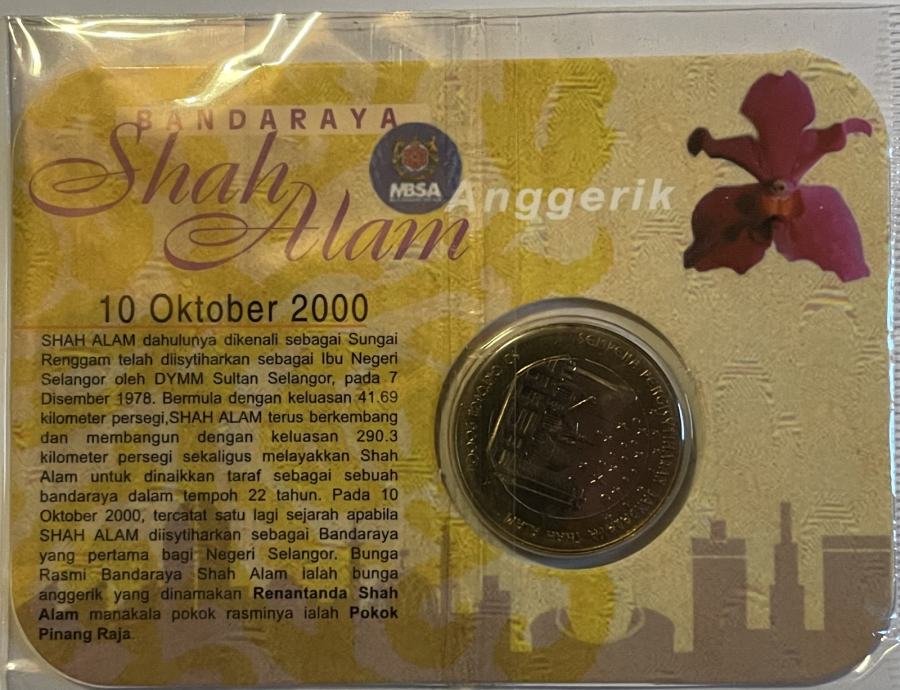 BANDARAYA
Shah
Alam
MBSA
Anggerik
10 Oktober 2000
SHAH ALAM dahulunya dikenali sebagai Sungai
Renggam telah diisytiharkan sebagai Ibu Negeri
Selangor oleh DYMM Sultan Selangor, pada 7
Disember 1978. Bermula dengan keluasan 41.69
kilometer persegi,SHAH ALAM terus berkembang
dan membangun dengan keluasan 290.3
kilometer persegi sekaligus melayakkan Shah
Alam untuk dinaikkan taraf sebagai sebuah
bandaraya dalam tempoh 22 tahun. Pada 10
Oktober 2000, tercatat satu lagi sejarah apabila
SHAH ALAM diisytiharkan sebagai Bandaraya
yang pertama bagi Negeri Selangor. Bunga
Rasmi Bandaraya Shah Alam ialah bunga
anggerik yang dinamakan Renantanda Shah
Alam manakala pokok rasminya ialah Pokok
Pinang Raja.
SEMPENA PENGISYTIHARAN BANDARAYA SHAH ALAM